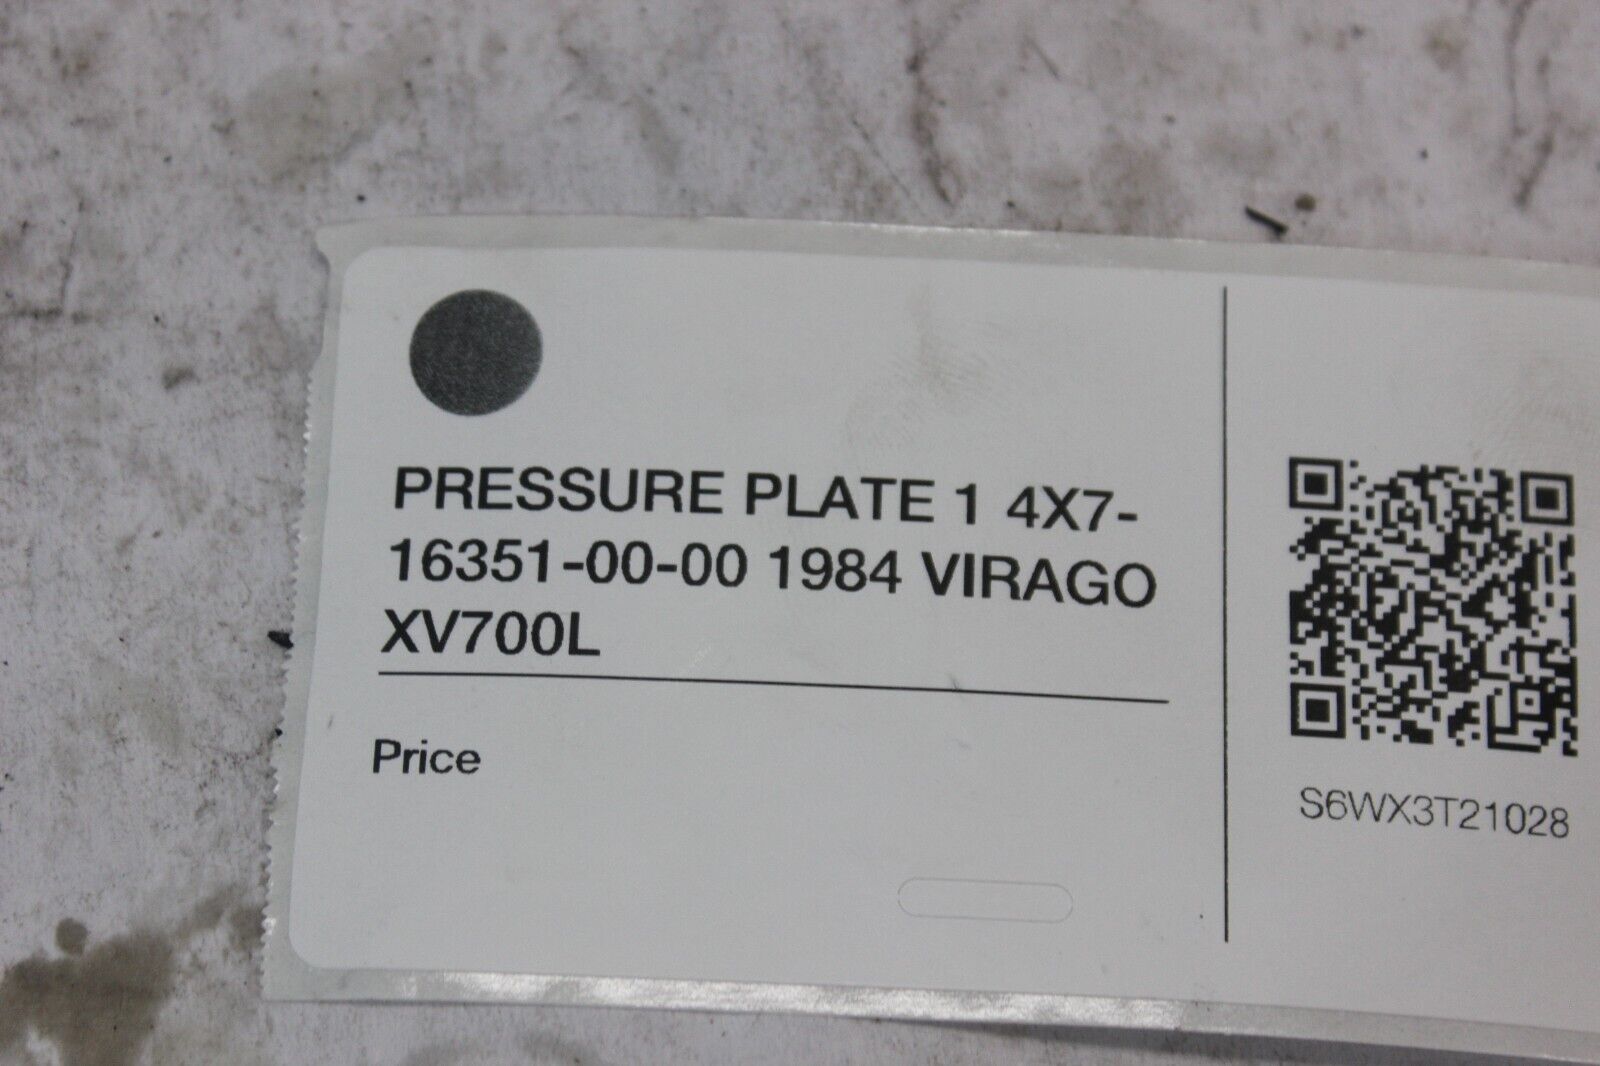 PRESSURE PLATE 1 4X7-
16351-00-00 1984 VIRAGO
XV700L
Price
S6WX3T21028